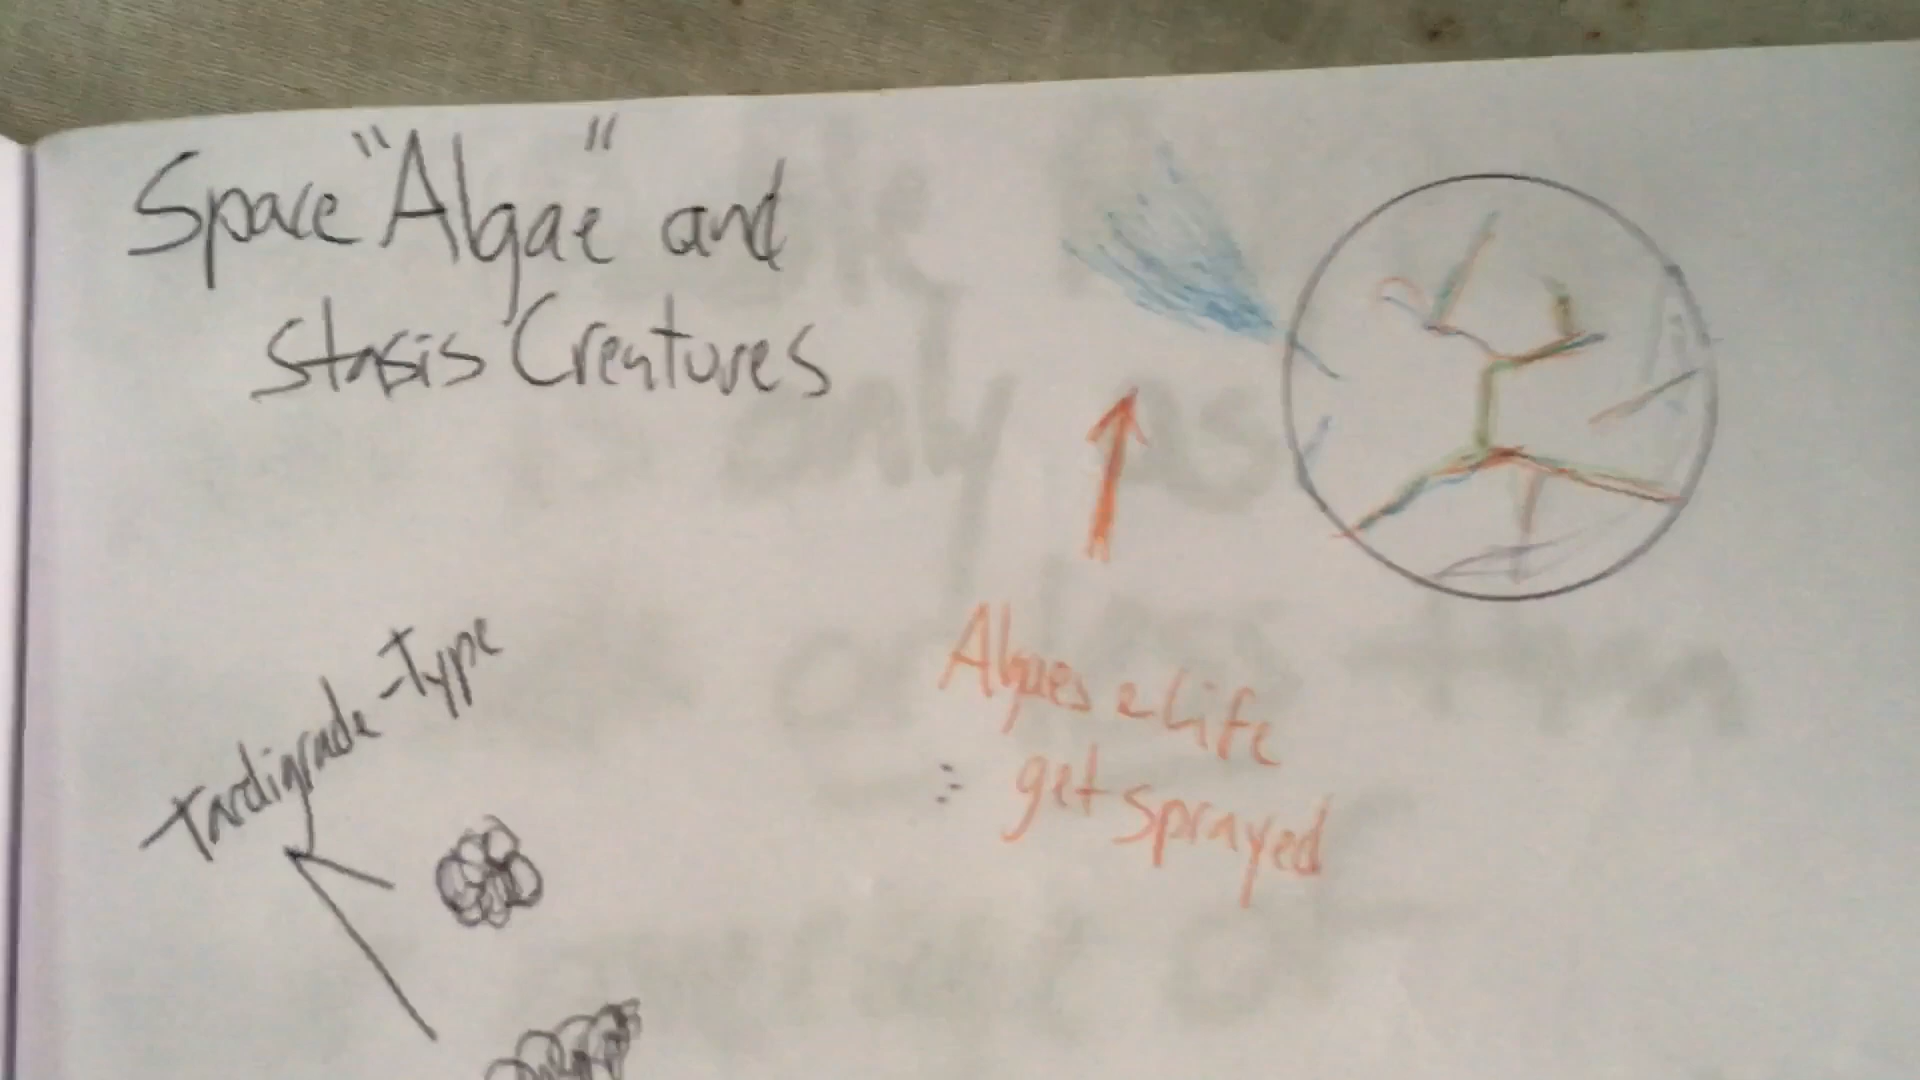 Space "Algae" and
Stasis Creatures
Tardigrade-Type
Algaes & Life
get sprayed